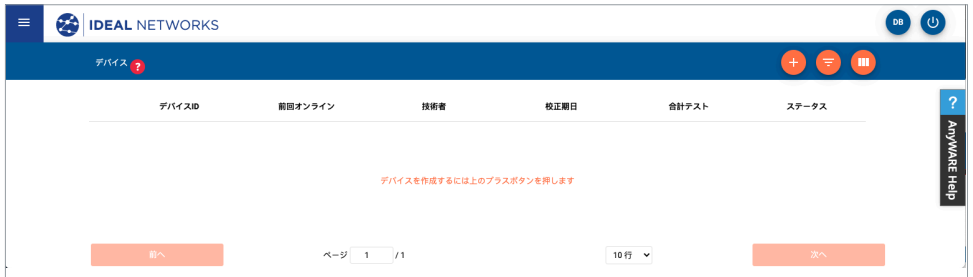 IDEAL NETWORKS
DB
デバイス ?
デバイスID 前回オンライン 技術者 校正期日 合計テスト ステータス
デバイスを作成するには上のプラスボタンを押します
前へ ページ 1 / 1 10 行 次へ
? AnyWARE Help